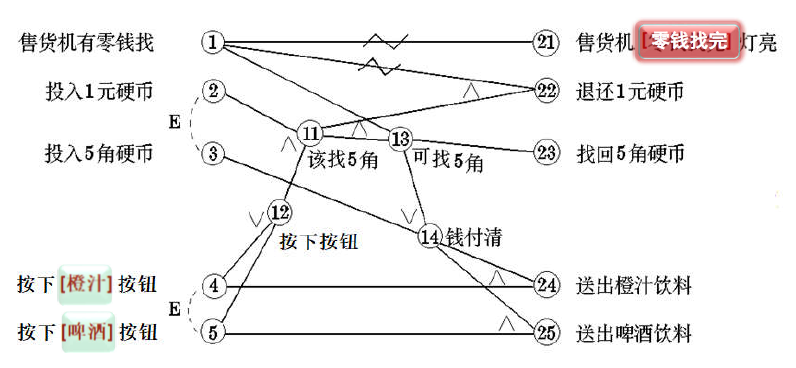 售货机有零钱找 ① ㉑ 售货机[零钱找完]灯亮
投入1元硬币 ② ㉒ 退还1元硬币
E
⑪ ⑬
投入5角硬币 ③ 该找5角 可找5角 ㉓ 找回5角硬币
⑫
按下按钮 ⑭ 钱付清
按下[橙汁]按钮 ④ ㉔ 送出橙汁饮料
E
按下[啤酒]按钮 ⑤ ㉕ 送出啤酒饮料